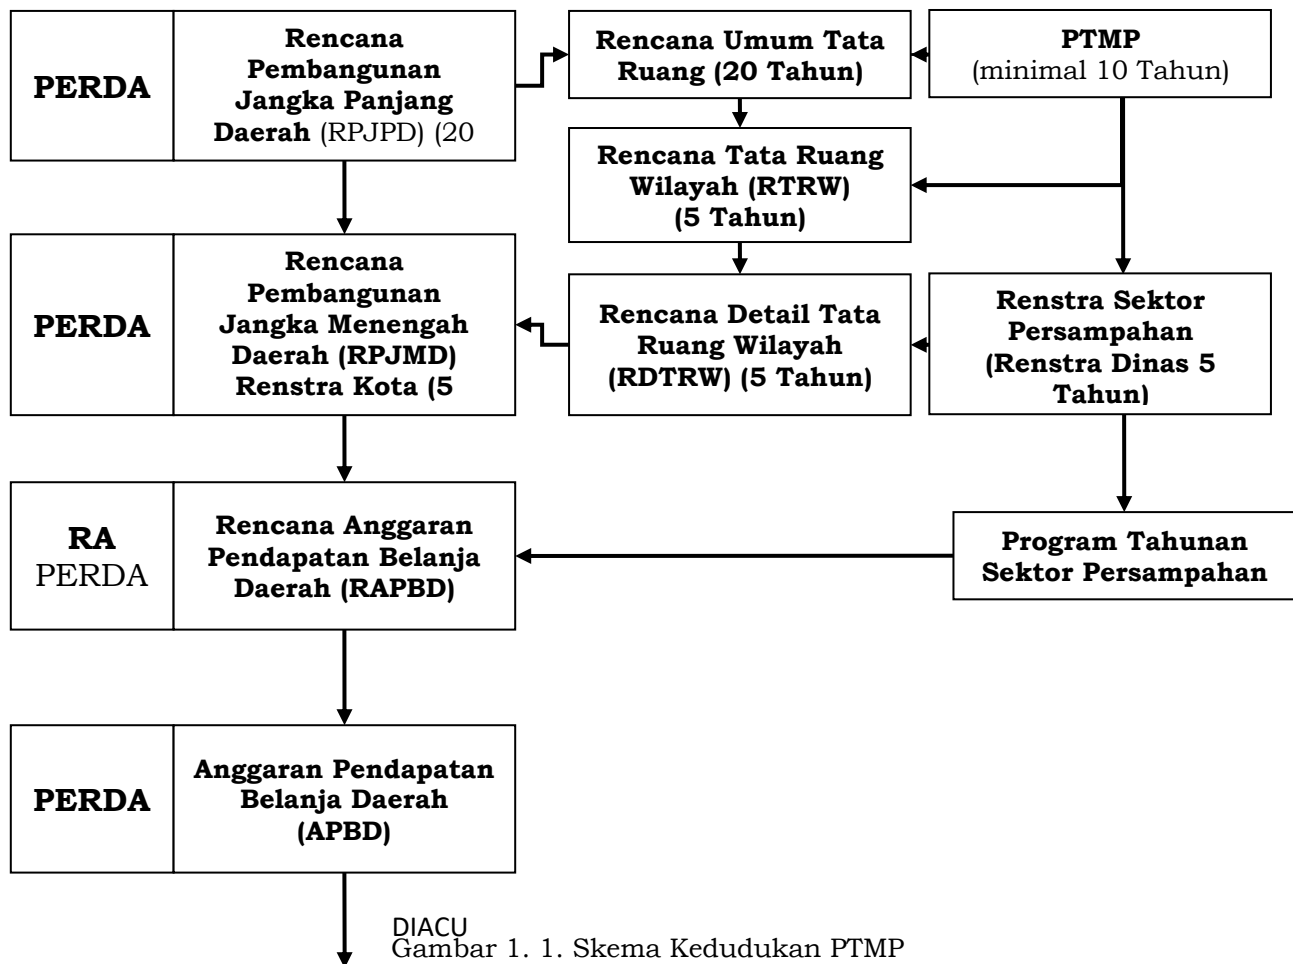 PERDA
Rencana
Pembangunan
Jangka Panjang
Daerah (RPJPD) (20
Rencana Umum Tata
Ruang (20 Tahun)
PTMP
(minimal 10 Tahun)
Rencana Tata Ruang
Wilayah (RTRW)
(5 Tahun)
PERDA
Rencana
Pembangunan
Jangka Menengah
Daerah (RPJMD)
Renstra Kota (5
Rencana Detail Tata
Ruang Wilayah
(RDTRW) (5 Tahun)
Renstra Sektor
Persampahan
(Renstra Dinas 5
Tahun)
RA
PERDA
Rencana Anggaran
Pendapatan Belanja
Daerah (RAPBD)
Program Tahunan
Sektor Persampahan
PERDA
Anggaran Pendapatan
Belanja Daerah
(APBD)
DIACU
Gambar 1. 1. Skema Kedudukan PTMP